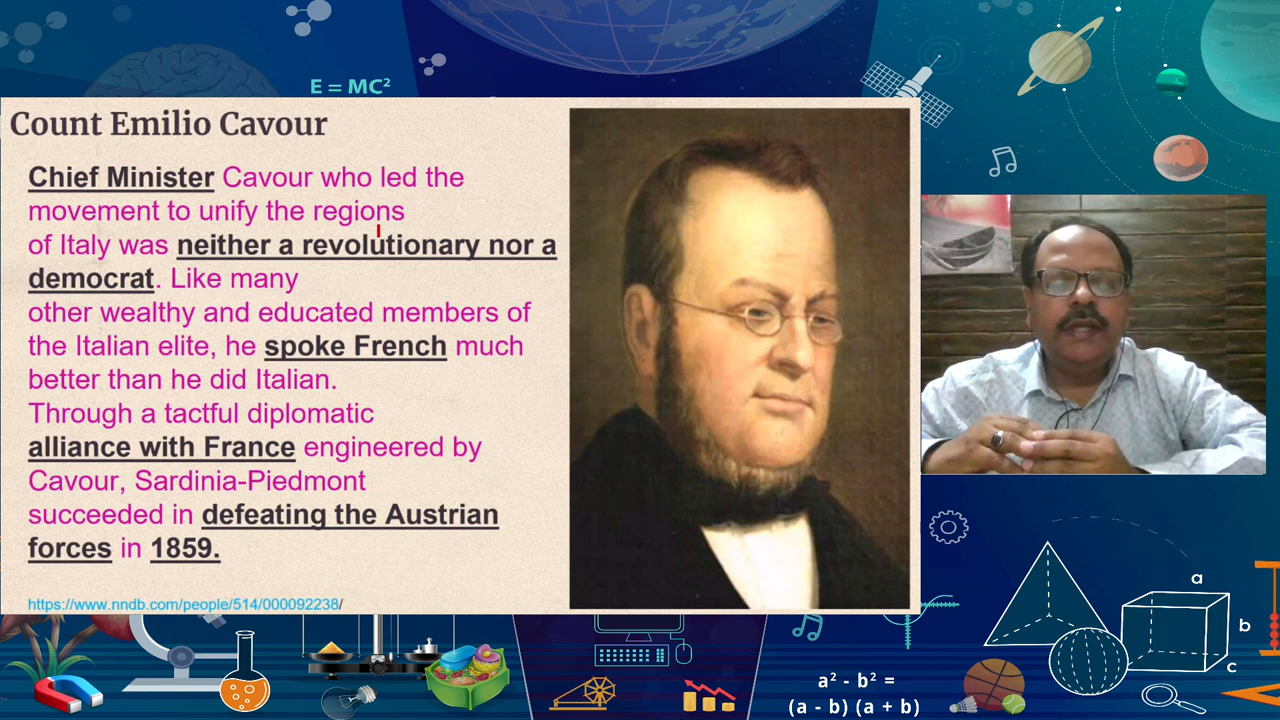 E = MC²
Count Emilio Cavour
Chief Minister Cavour who led the
movement to unify the regions
of Italy was neither a revolutionary nor a
democrat. Like many
other wealthy and educated members of
the Italian elite, he spoke French much
better than he did Italian.
Through a tactful diplomatic
alliance with France engineered by
Cavour, Sardinia-Piedmont
succeeded in defeating the Austrian
forces in 1859.
https://www.nndb.com/people/514/000092238/
a
b
c
a² - b² =
(a - b) (a + b)